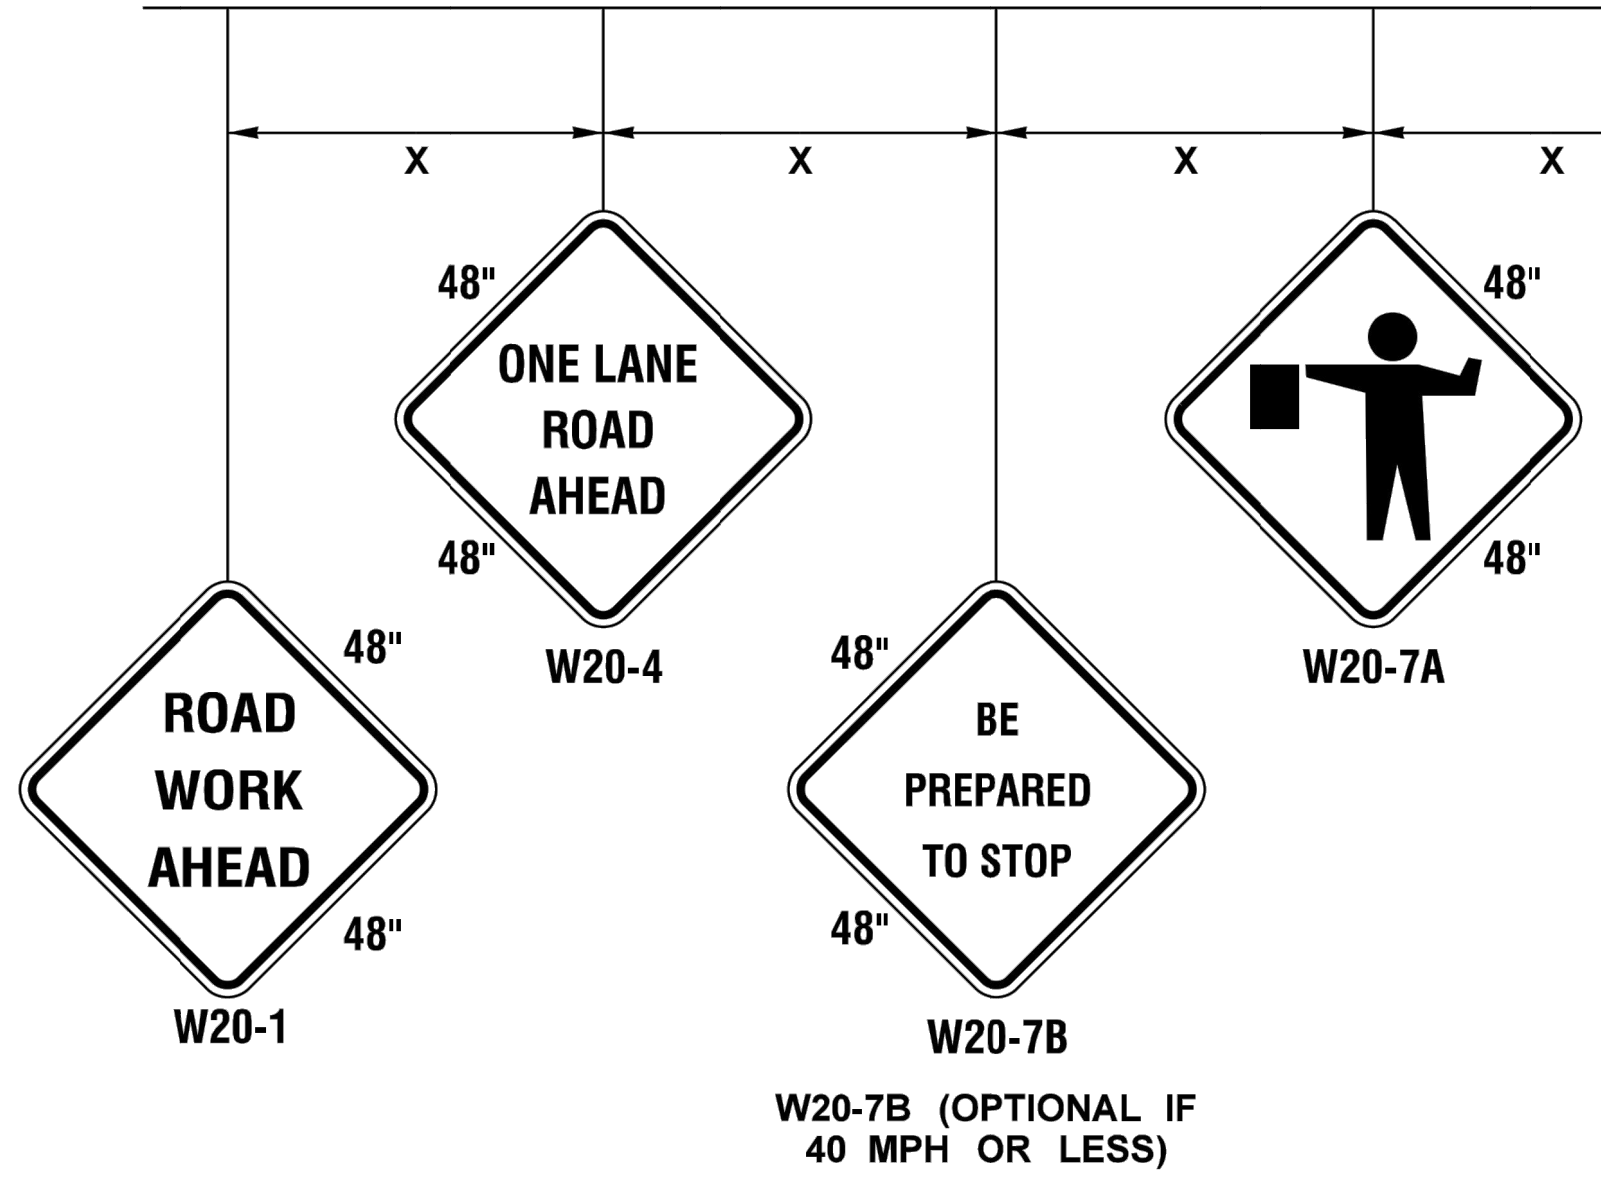 X
X
X
X
48"
ONE LANE
ROAD
AHEAD
48"
W20-4
48"
48"
W20-7A
48"
ROAD
WORK
AHEAD
48"
W20-1
48"
BE
PREPARED
TO STOP
48"
W20-7B
W20-7B (OPTIONAL IF
40 MPH OR LESS)